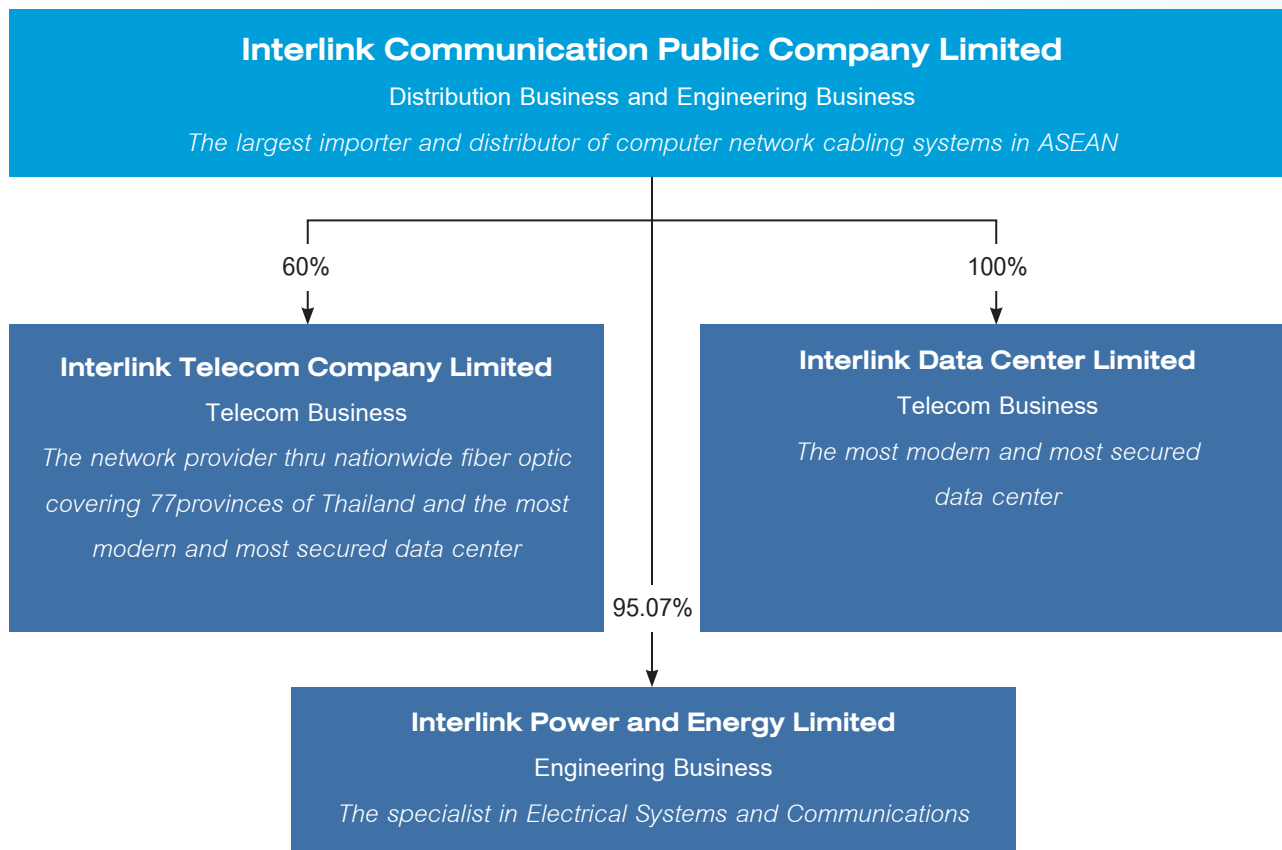 Interlink Communication Public Company Limited
Distribution Business and Engineering Business
The largest importer and distributor of computer network cabling systems in ASEAN
60%
100%
Interlink Telecom Company Limited
Telecom Business
The network provider thru nationwide fiber optic
covering 77provinces of Thailand and the most
modern and most secured data center
Interlink Data Center Limited
Telecom Business
The most modern and most secured
data center
95.07%
Interlink Power and Energy Limited
Engineering Business
The specialist in Electrical Systems and Communications